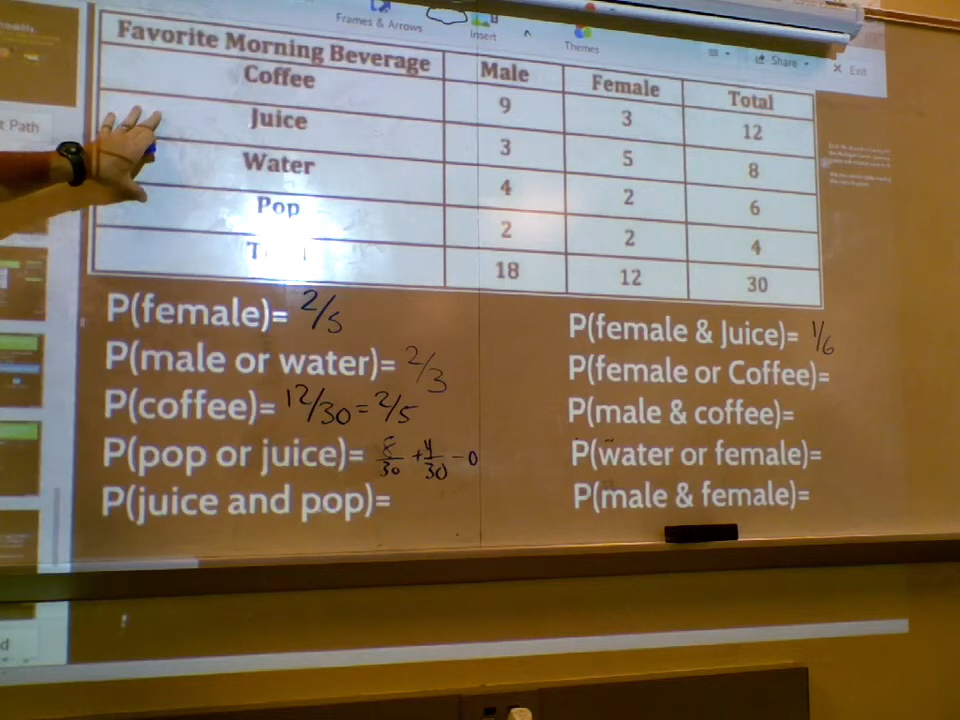 Frames & Arrows
Insert
Themes
Share
Exit
t Path
Favorite Morning Beverage Male Female Total
Coffee 9 3 12
Juice 3 5 8
Water 4 2 6
Pop 2 2 4
T 18 12 30
P(female)= 2/5
P(male or water)= 2/3
P(coffee)= 12/30 = 2/5
P(pop or juice)= 8/30 + 4/30 - 0
P(juice and pop)=
P(female & Juice)= 1/6
P(female or Coffee)=
P(male & coffee)=
P(water or female)=
P(male & female)=
d